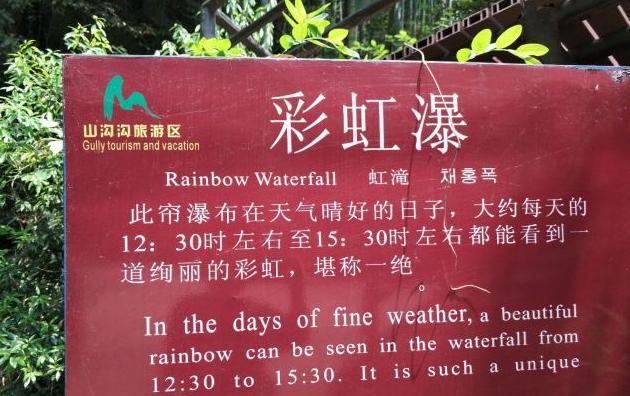 山沟沟旅游区
Gully tourism and vacation
彩虹瀑
Rainbow Waterfall 虹滝 채홍폭
此帘瀑布在天气晴好的日子，大约每天的
12：30时左右至15：30时左右都能看到一
道绚丽的彩虹，堪称一绝。
In the days of fine weather, a beautiful
rainbow can be seen in the waterfall from
12:30 to 15:30. It is such a unique